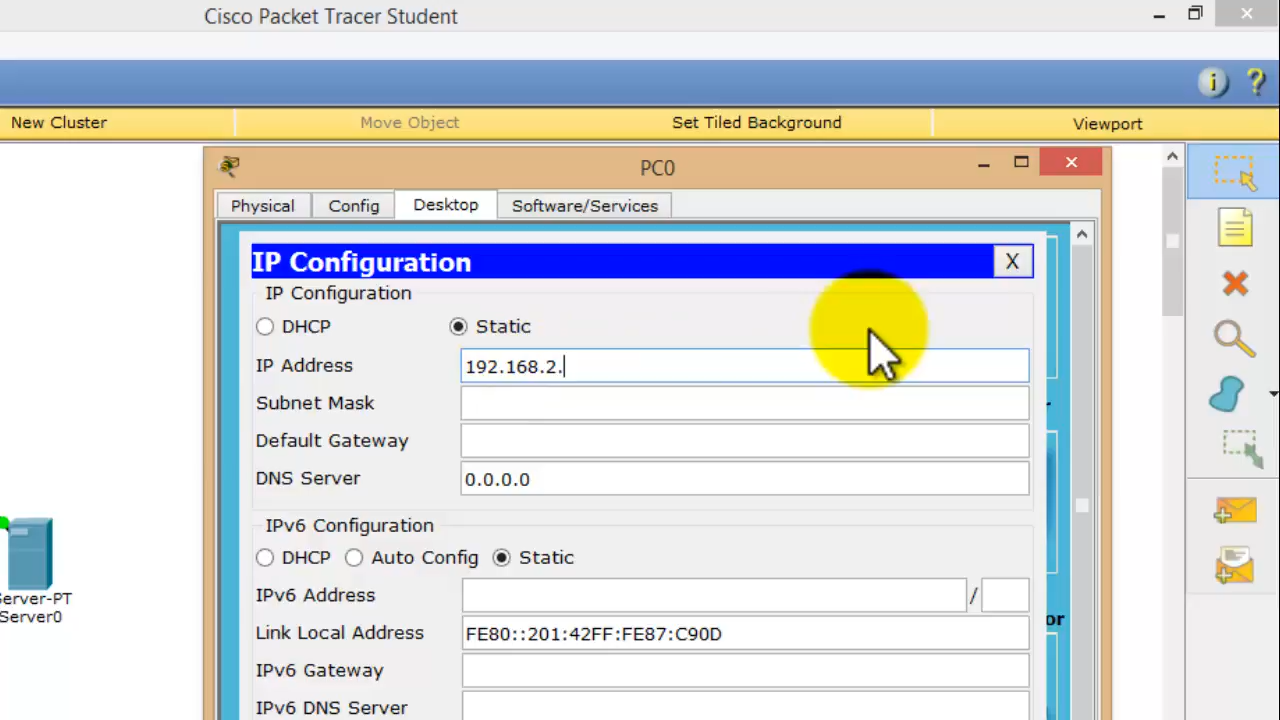 Cisco Packet Tracer Student
New Cluster Move Object Set Tiled Background Viewport
PC0
Physical Config Desktop Software/Services
IP Configuration X
IP Configuration
DHCP Static
IP Address 192.168.2.
Subnet Mask
Default Gateway
DNS Server 0.0.0.0
IPv6 Configuration
DHCP Auto Config Static
IPv6 Address /
Server-PT
Server0
or
Link Local Address FE80::201:42FF:FE87:C90D
IPv6 Gateway
IPv6 DNS Server